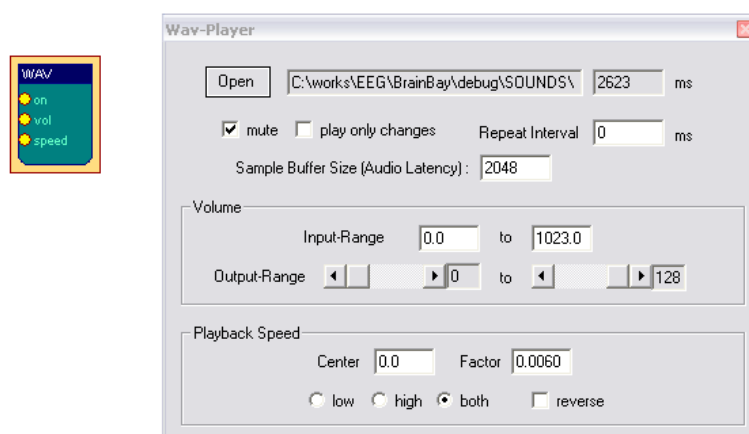 Wav-Player
WAV
on
vol
speed
Open C:\works\EEG\BrainBay\debug\SOUNDS\ 2623 ms
mute play only changes Repeat Interval 0 ms
Sample Buffer Size (Audio Latency) : 2048
Volume
Input-Range 0.0 to 1023.0
Output-Range 0 to 128
Playback Speed
Center 0.0 Factor 0.0060
low high both reverse